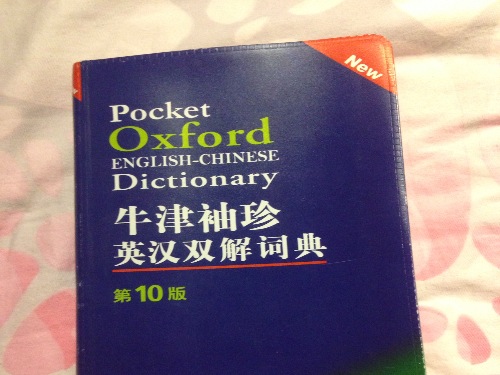 New
Pocket
Oxford
ENGLISH-CHINESE
Dictionary
牛津袖珍
英汉双解词典
第10版